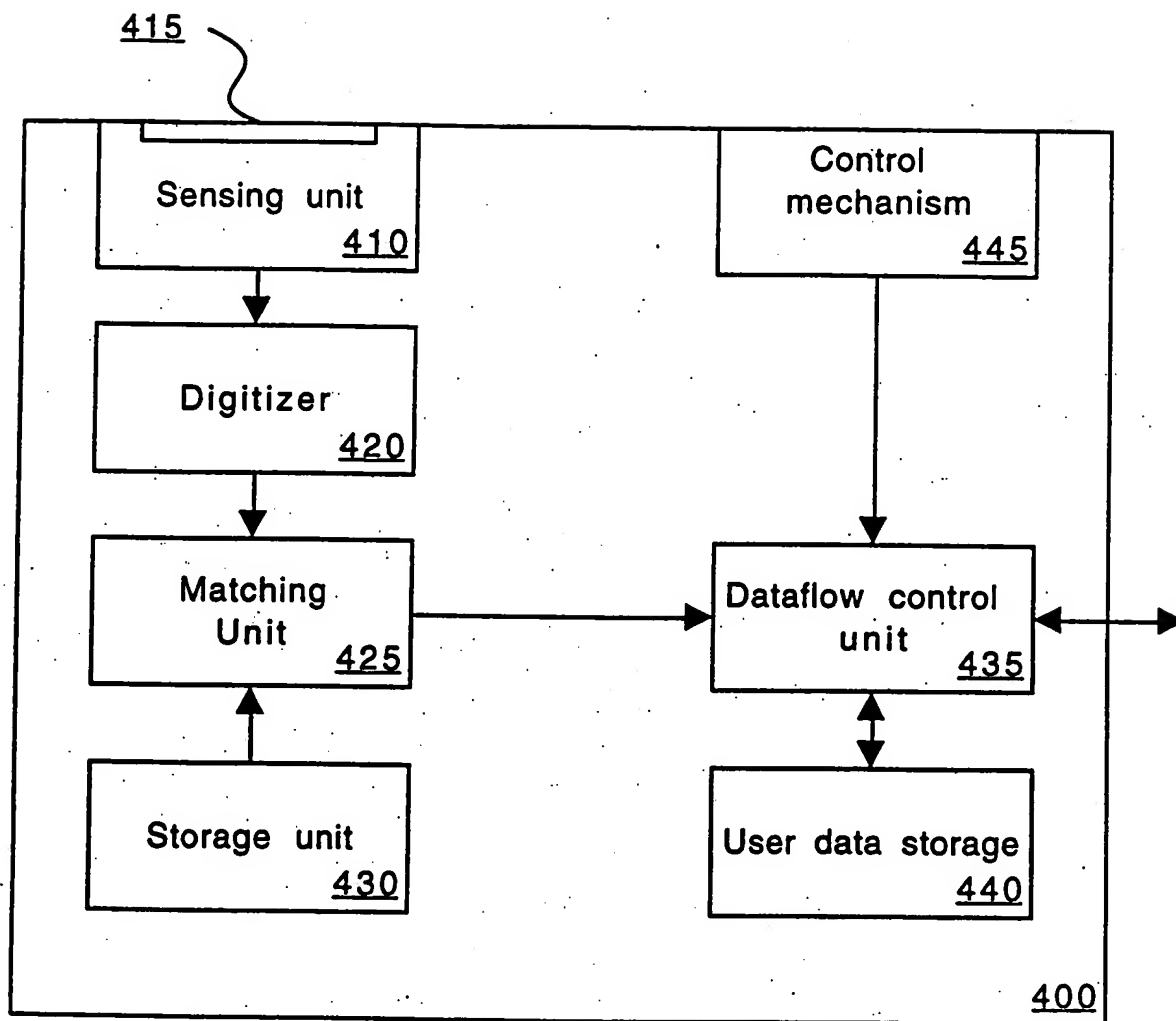 415
Sensing unit
410
Control
mechanism
445
Digitizer
420
Matching
Unit
425
Dataflow control
unit
435
Storage unit
430
User data storage
440
400